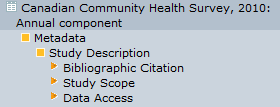 Canadian Community Health Survey, 2010:
Annual component
Metadata
Study Description
Bibliographic Citation
Study Scope
Data Access